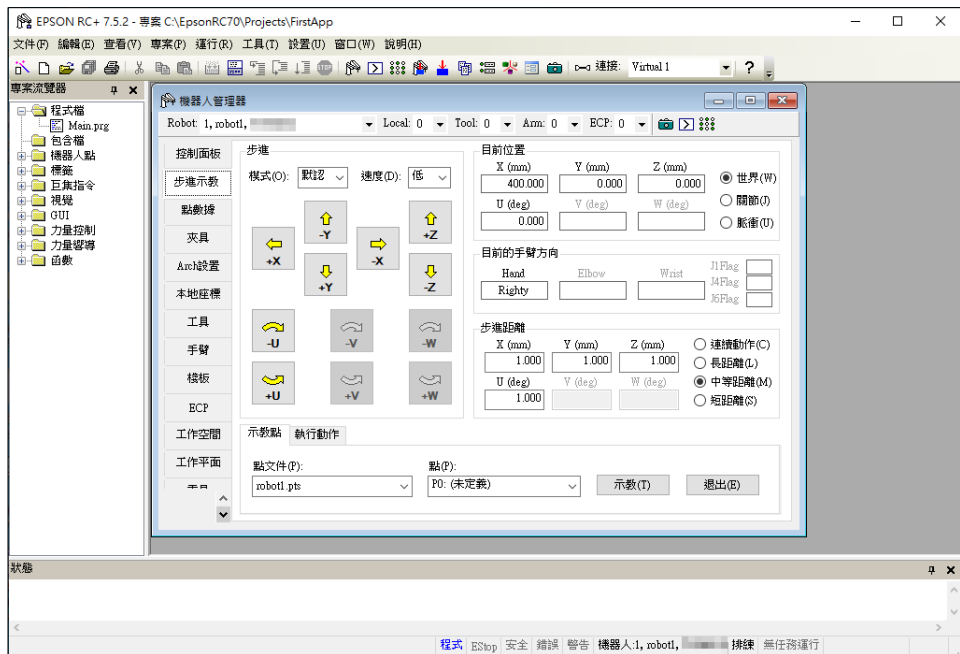 EPSON RC+ 7.5.2 - 專案 C:\EpsonRC70\Projects\FirstApp
文件(F) 編輯(E) 查看(V) 專案(P) 運行(R) 工具(T) 設置(U) 窗口(W) 說明(H)
連接: Virtual 1
專案流覽器
程式檔
Main.prg
包含檔
機器人點
標籤
巨集指令
視覺
GUI
力量控制
力量響導
函數
機器人管理器
Robot: 1, robot1, Local: 0 Tool: 0 Arm: 0 ECP: 0
控制面板
步進示教
點數據
夾具
Arch設置
本地座標
工具
手臂
棧板
ECP
工作空間
工作平面
步進
模式(O): 默認 速度(D): 低
-Y
+Z
+X
-X
+Y
-Z
-U
-V
-W
+U
+V
+W
目前位置
X (mm) Y (mm) Z (mm)
400.000 0.000 0.000
U (deg) V (deg) W (deg)
0.000
世界(W)
關節(J)
脈衝(U)
目前的手臂方向
Hand Elbow Wrist
Righty
J1Flag
J4Flag
J6Flag
步進距離
X (mm) Y (mm) Z (mm)
1.000 1.000 1.000
U (deg) V (deg) W (deg)
1.000
連續動作(C)
長距離(L)
中等距離(M)
短距離(S)
示教點 執行動作
點文件(P): 點(P):
robot1.pts P0: (未定義) 示教(T) 退出(E)
狀態
程式 EStop 安全 錯誤 警告 機器人:1, robot1, 排練 無任務運行